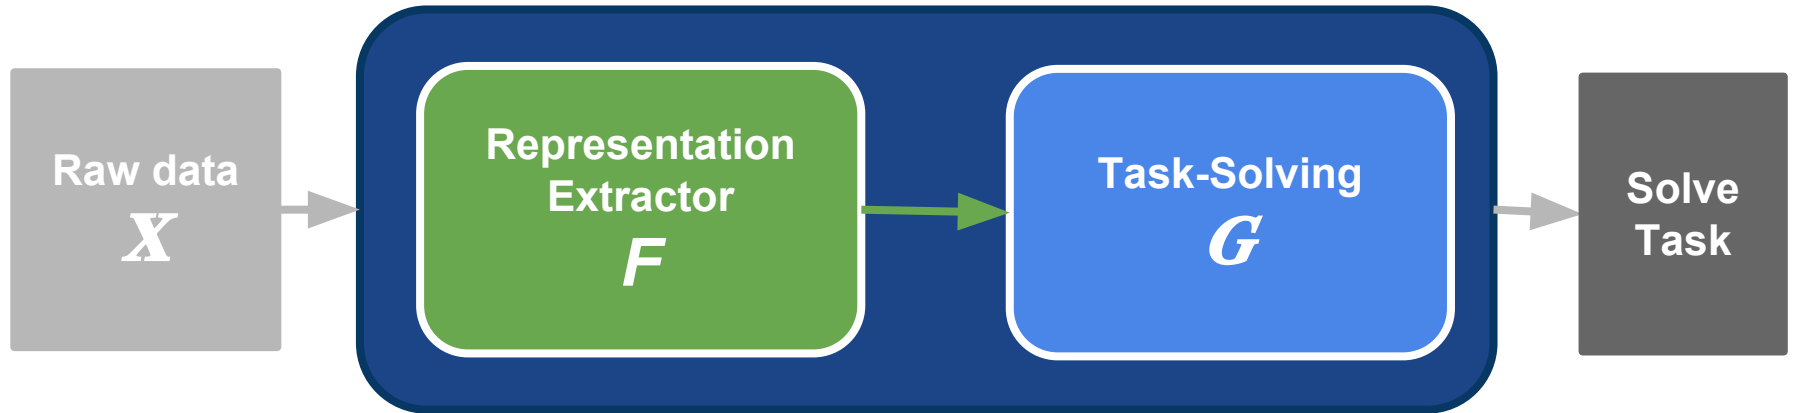 Raw data
X
Representation
Extractor
F
Task-Solving
G
Solve
Task